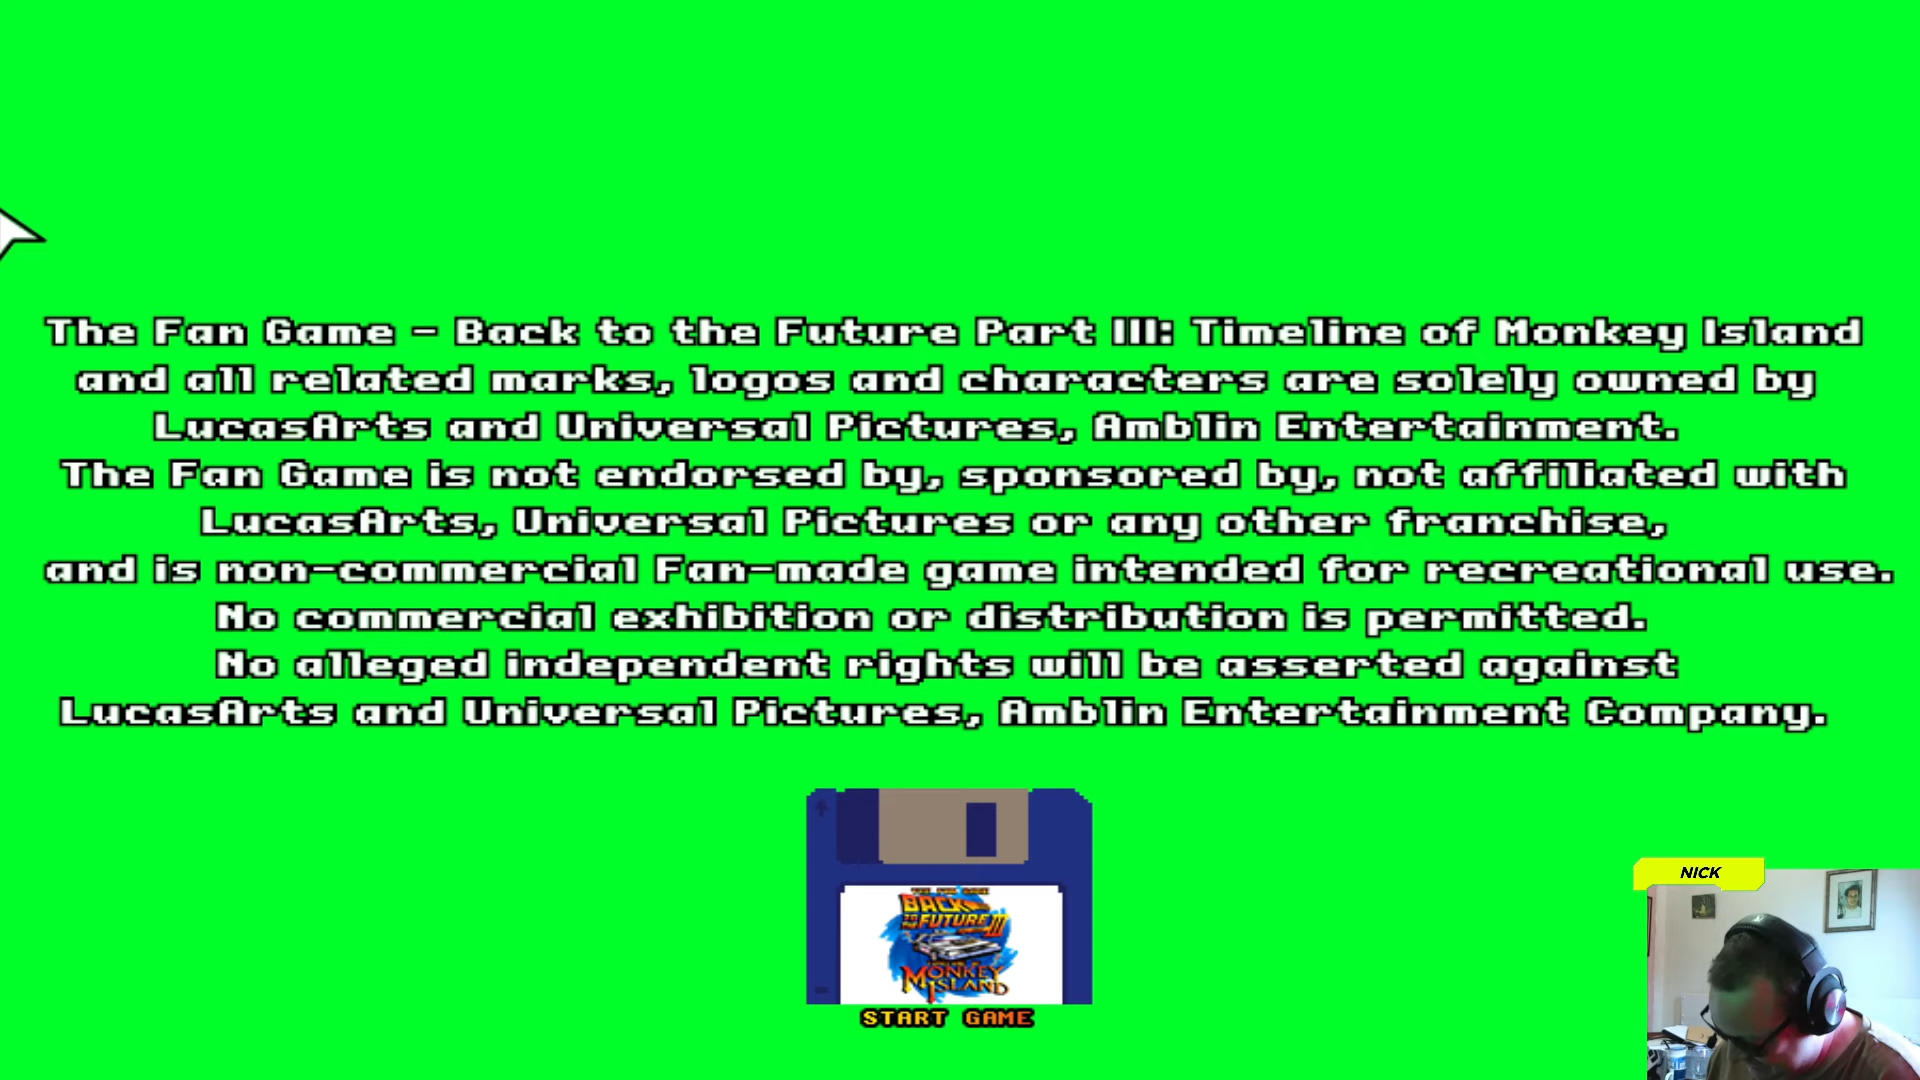 The Fan Game - Back to the Future Part III: Timeline of Monkey Island
and all related marks, logos and characters are solely owned by
LucasArts and Universal Pictures, Amblin Entertainment.
The Fan Game is not endorsed by, sponsored by, not affiliated with
LucasArts, Universal Pictures or any other franchise,
and is non-commercial Fan-made game intended for recreational use.
No commercial exhibition or distribution is permitted.
No alleged independent rights will be asserted against
LucasArts and Universal Pictures, Amblin Entertainment Company.
BACK
TO THE FUTURE
PART III
MONKEY
ISLAND
START GAME
NICK